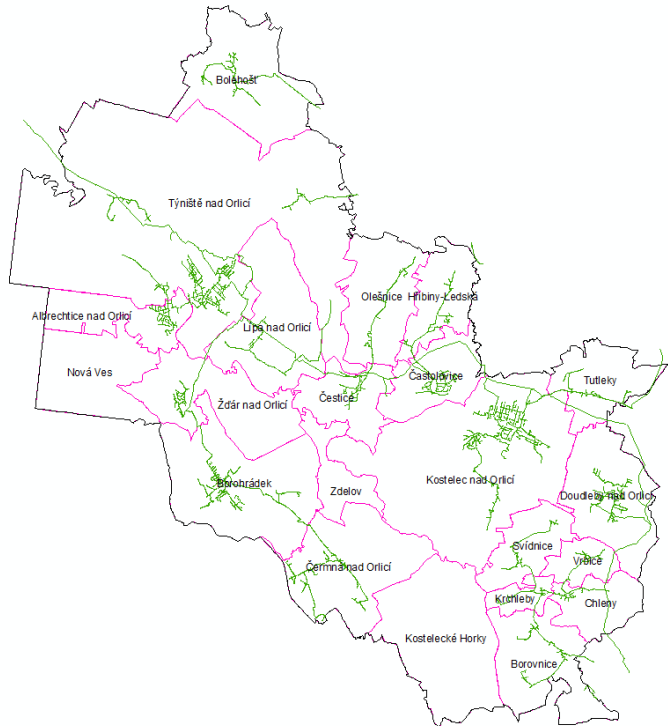 Bolehošť
Týniště nad Orlicí
Olešnice
Hřibiny-Ledská
Albrechtice nad Orlicí
Lípa nad Orlicí
Nová Ves
Častolovice
Tutleky
Žďár nad Orlicí
Čestice
Kostelec nad Orlicí
Borohrádek
Zdelov
Doudleby nad Orlicí
Svídnice
Vrbice
Čermná nad Orlicí
Krchleby
Chleny
Kostelecké Horky
Borovnice